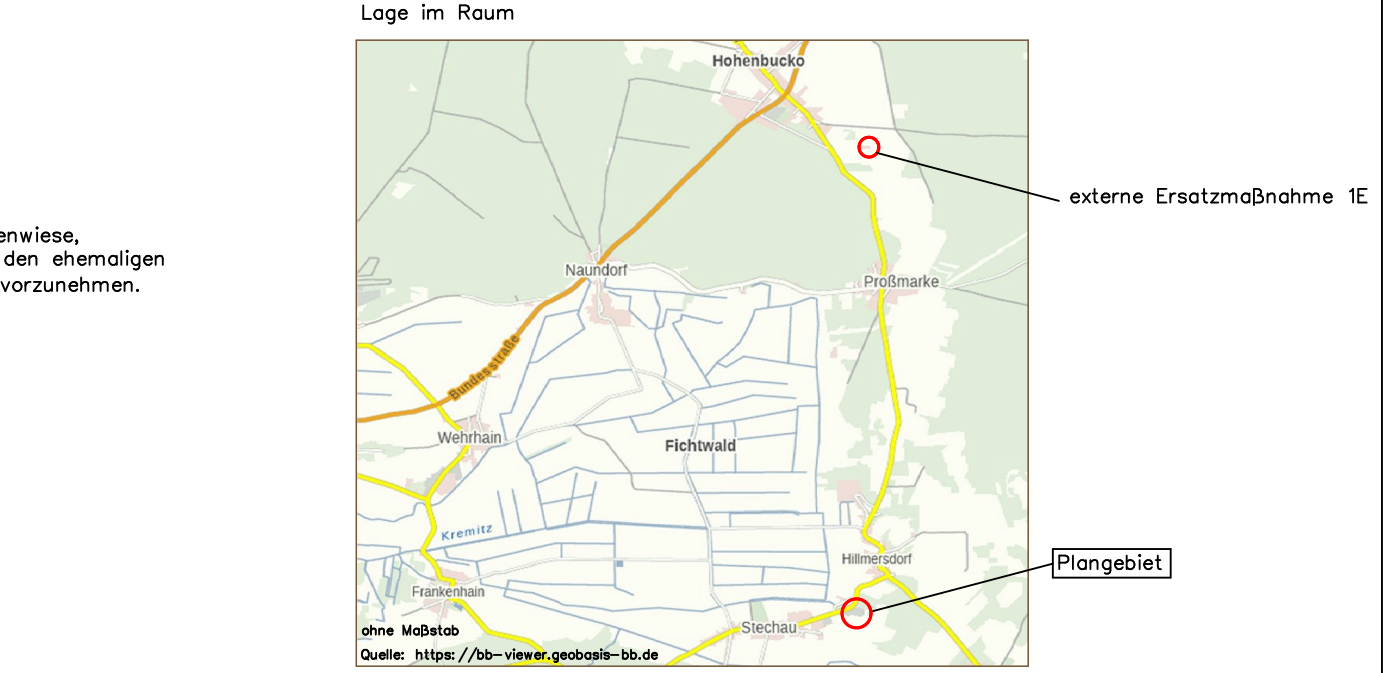 Lage im Raum
Hohenbucko
externe Ersatzmaßnahme 1E
enwiese,
den ehemaligen
vorzunehmen.
Naundorf
Proßmarke
Bundesstraße
Wehrhain
Fichtwald
Kremitz
Hillmersdorf
Plangebiet
Frankenhain
Stechau
ohne Maßstab
Quelle: https://bb-viewer.geobasis-bb.de